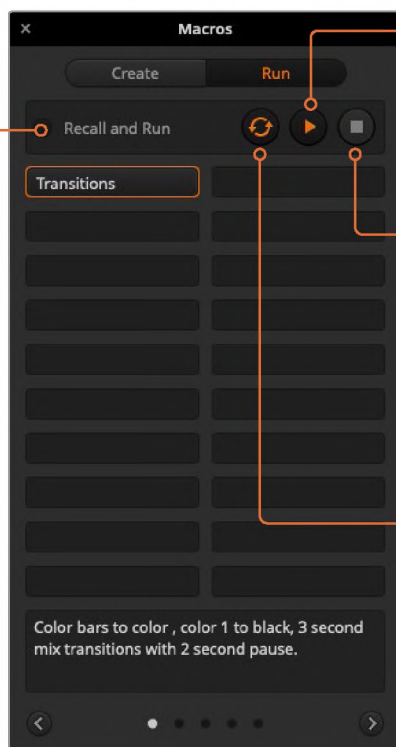 Macros
Create Run
Recall and Run
Transitions
Color bars to color , color 1 to black, 3 second
mix transitions with 2 second pause.